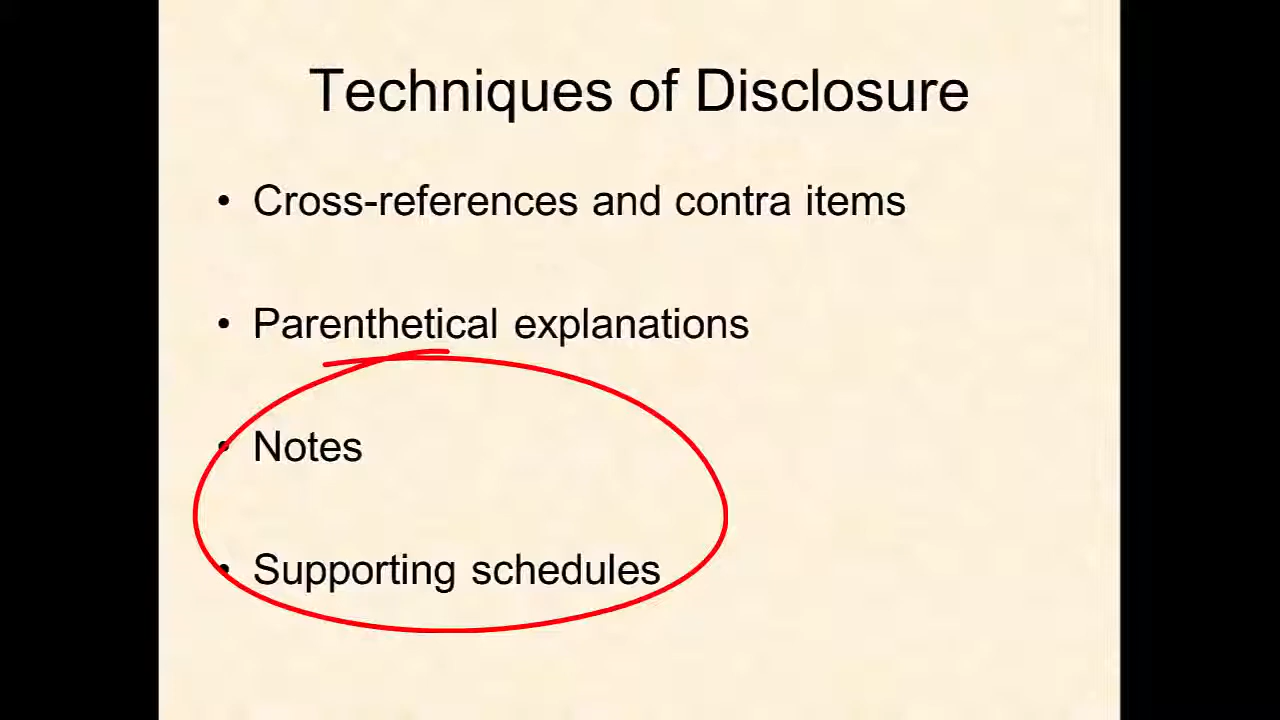 Techniques of Disclosure
• Cross-references and contra items
• Parenthetical explanations
• Notes
• Supporting schedules